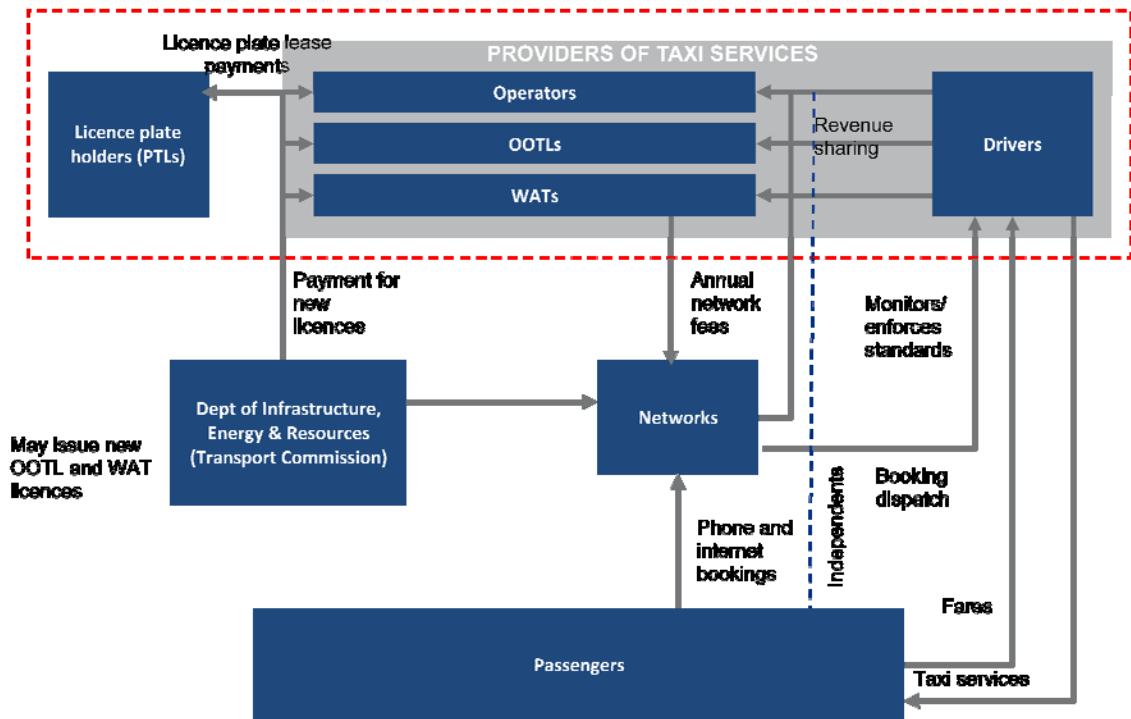 Licence plate lease
payments
PROVIDERS OF TAXI SERVICES
Licence plate
holders (PTLs)
Operators
OOTLs
WATs
Revenue
sharing
Drivers
Payment for
new
licences
Annual
network
fees
Monitors/
enforces
standards
May issue new
OOTL and WAT
licences
Dept of Infrastructure,
Energy & Resources
(Transport Commission)
Networks
Booking
dispatch
Independents
Phone and
internet
bookings
Fares
Passengers
Taxi services